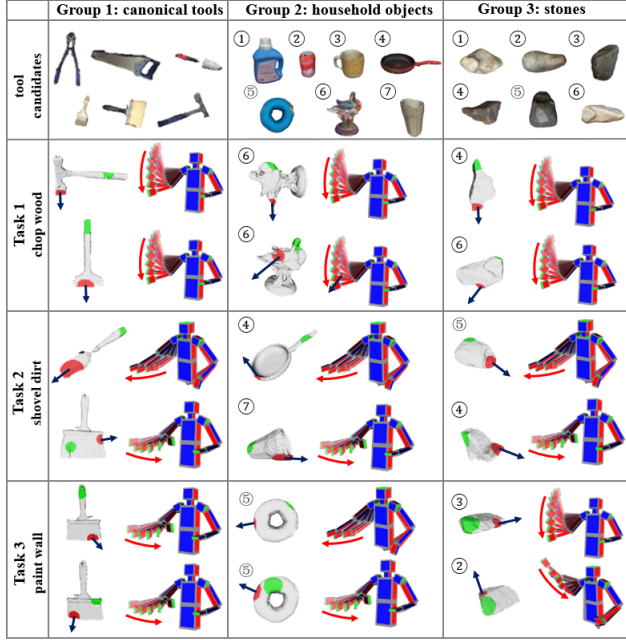 Group 1: canonical tools
Group 2: household objects
Group 3: stones
tool
candidates
① ② ③ ④
⑤ ⑥ ⑦
① ② ③
④ ⑤ ⑥
Task 1
chop wood
⑥ ④
⑥ ⑥
Task 2
shovel dirt
④ ⑤
⑦ ④
Task 3
paint wall
⑤ ③
⑤ ②